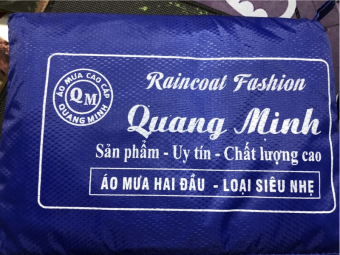 ÁO MƯA CAO CẤP
QM
QUANG MINH
Raincoat Fashion
Quang Minh
Sản phẩm - Uy tín - Chất lượng cao
ÁO MƯA HAI ĐẦU - LOẠI SIÊU NHẸ